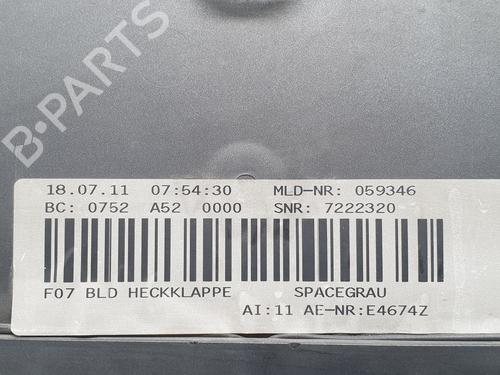 B-PARTS
18.07.11 07:54:30 MLD-NR: 059346
BC: 0752 A52 0000 SNR: 7222320
F07 BLD HECKKLAPPE SPACEGRAU
AI:11 AE-NR:E4674Z